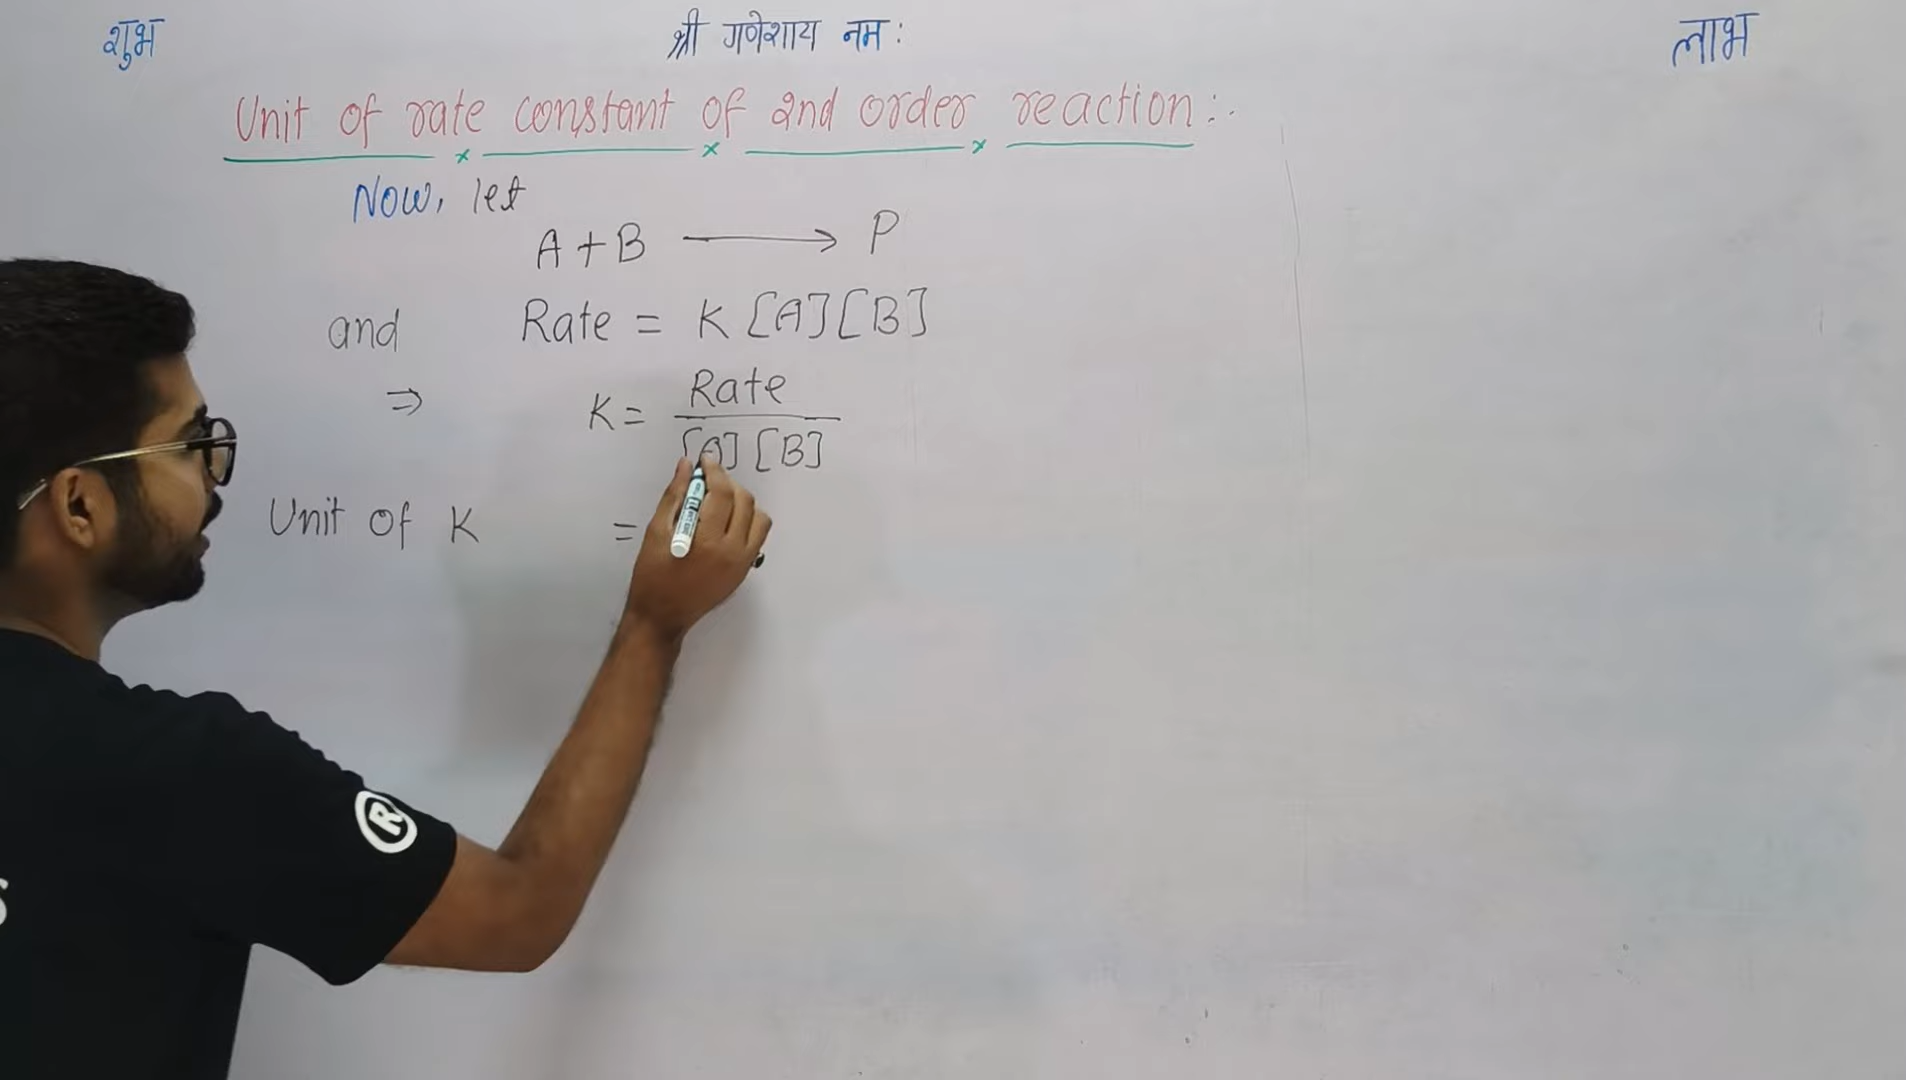 शुभ श्री गणेशाय नमः लाभ
Unit of rate constant of 2nd order reaction:-
Now, let
A + B ⟶ P
and Rate = K [A][B]
⇒ K = Rate / [A][B]
Unit of K =
R